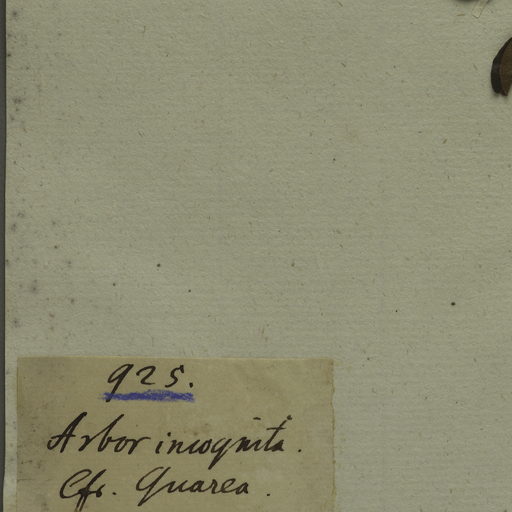 925.
Arbor incognita.
Cfr. Guarea.